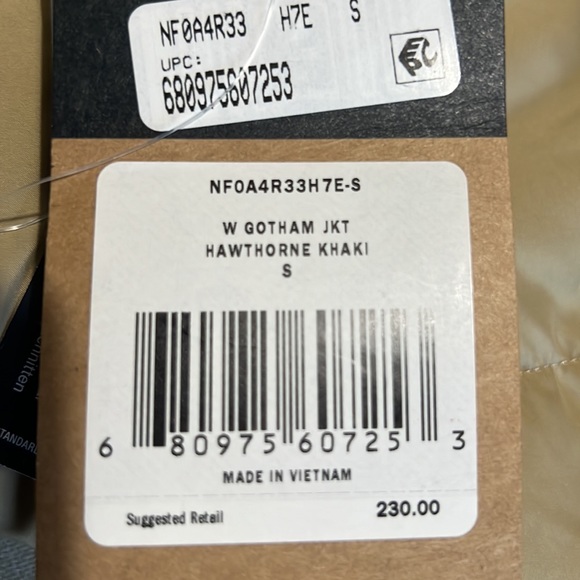 NF0A4R33 H7E S
UPC:
680975607253
EPC
NF0A4R33H7E-S
W GOTHAM JKT
HAWTHORNE KHAKI
S
6 80975 60725 3
MADE IN VIETNAM
Suggested Retail 230.00